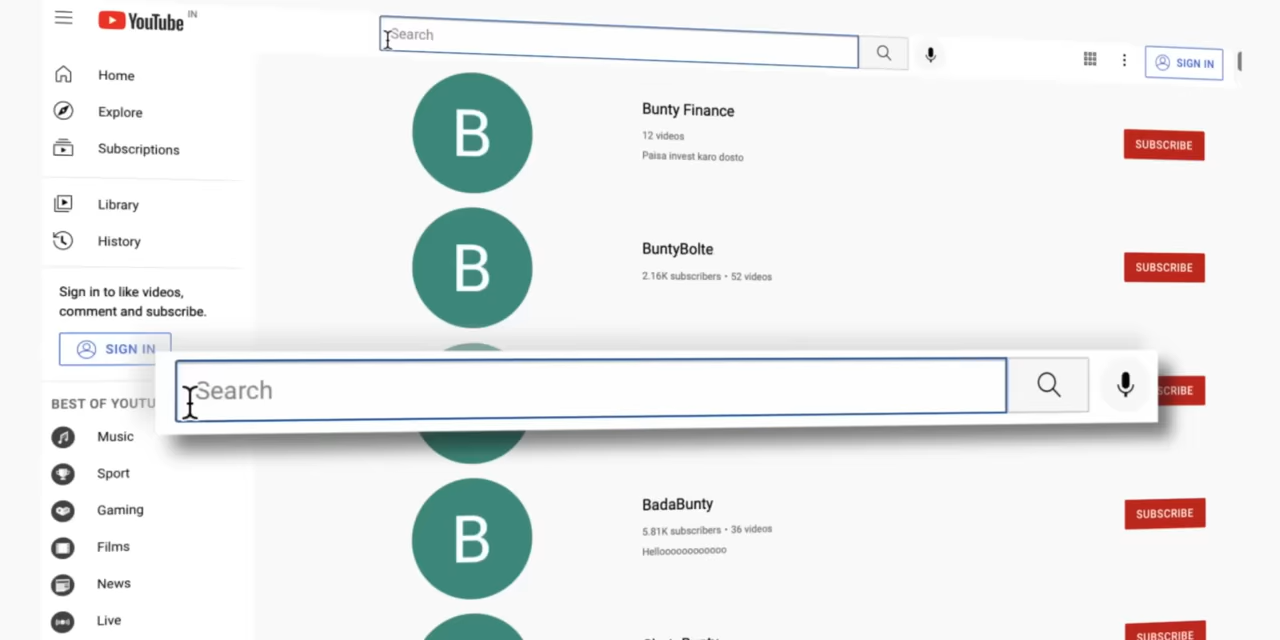 YouTube IN
Search
SIGN IN
Home
Explore
Subscriptions
Library
History
Sign in to like videos,
comment and subscribe.
SIGN IN
BEST OF YOUTU
Music
Sport
Gaming
Films
News
Live
B
Bunty Finance
12 videos
Paisa invest karo dosto
SUBSCRIBE
B
BuntyBolte
2.16K subscribers • 52 videos
SUBSCRIBE
Search
CRIBE
B
BadaBunty
5.81K subscribers • 36 videos
Hellooooooooooo
SUBSCRIBE
SUBSCRIBE